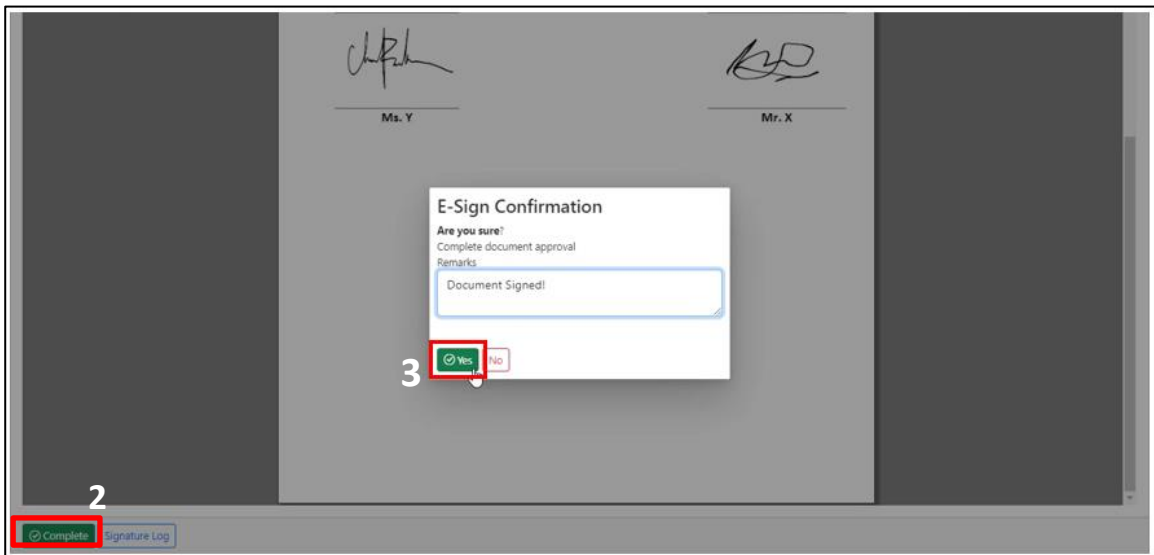 Ms. Y Mr. X
E-Sign Confirmation
Are you sure?
Complete document approval
Remarks
Document Signed!
3 Yes No
2
Complete Signature Log